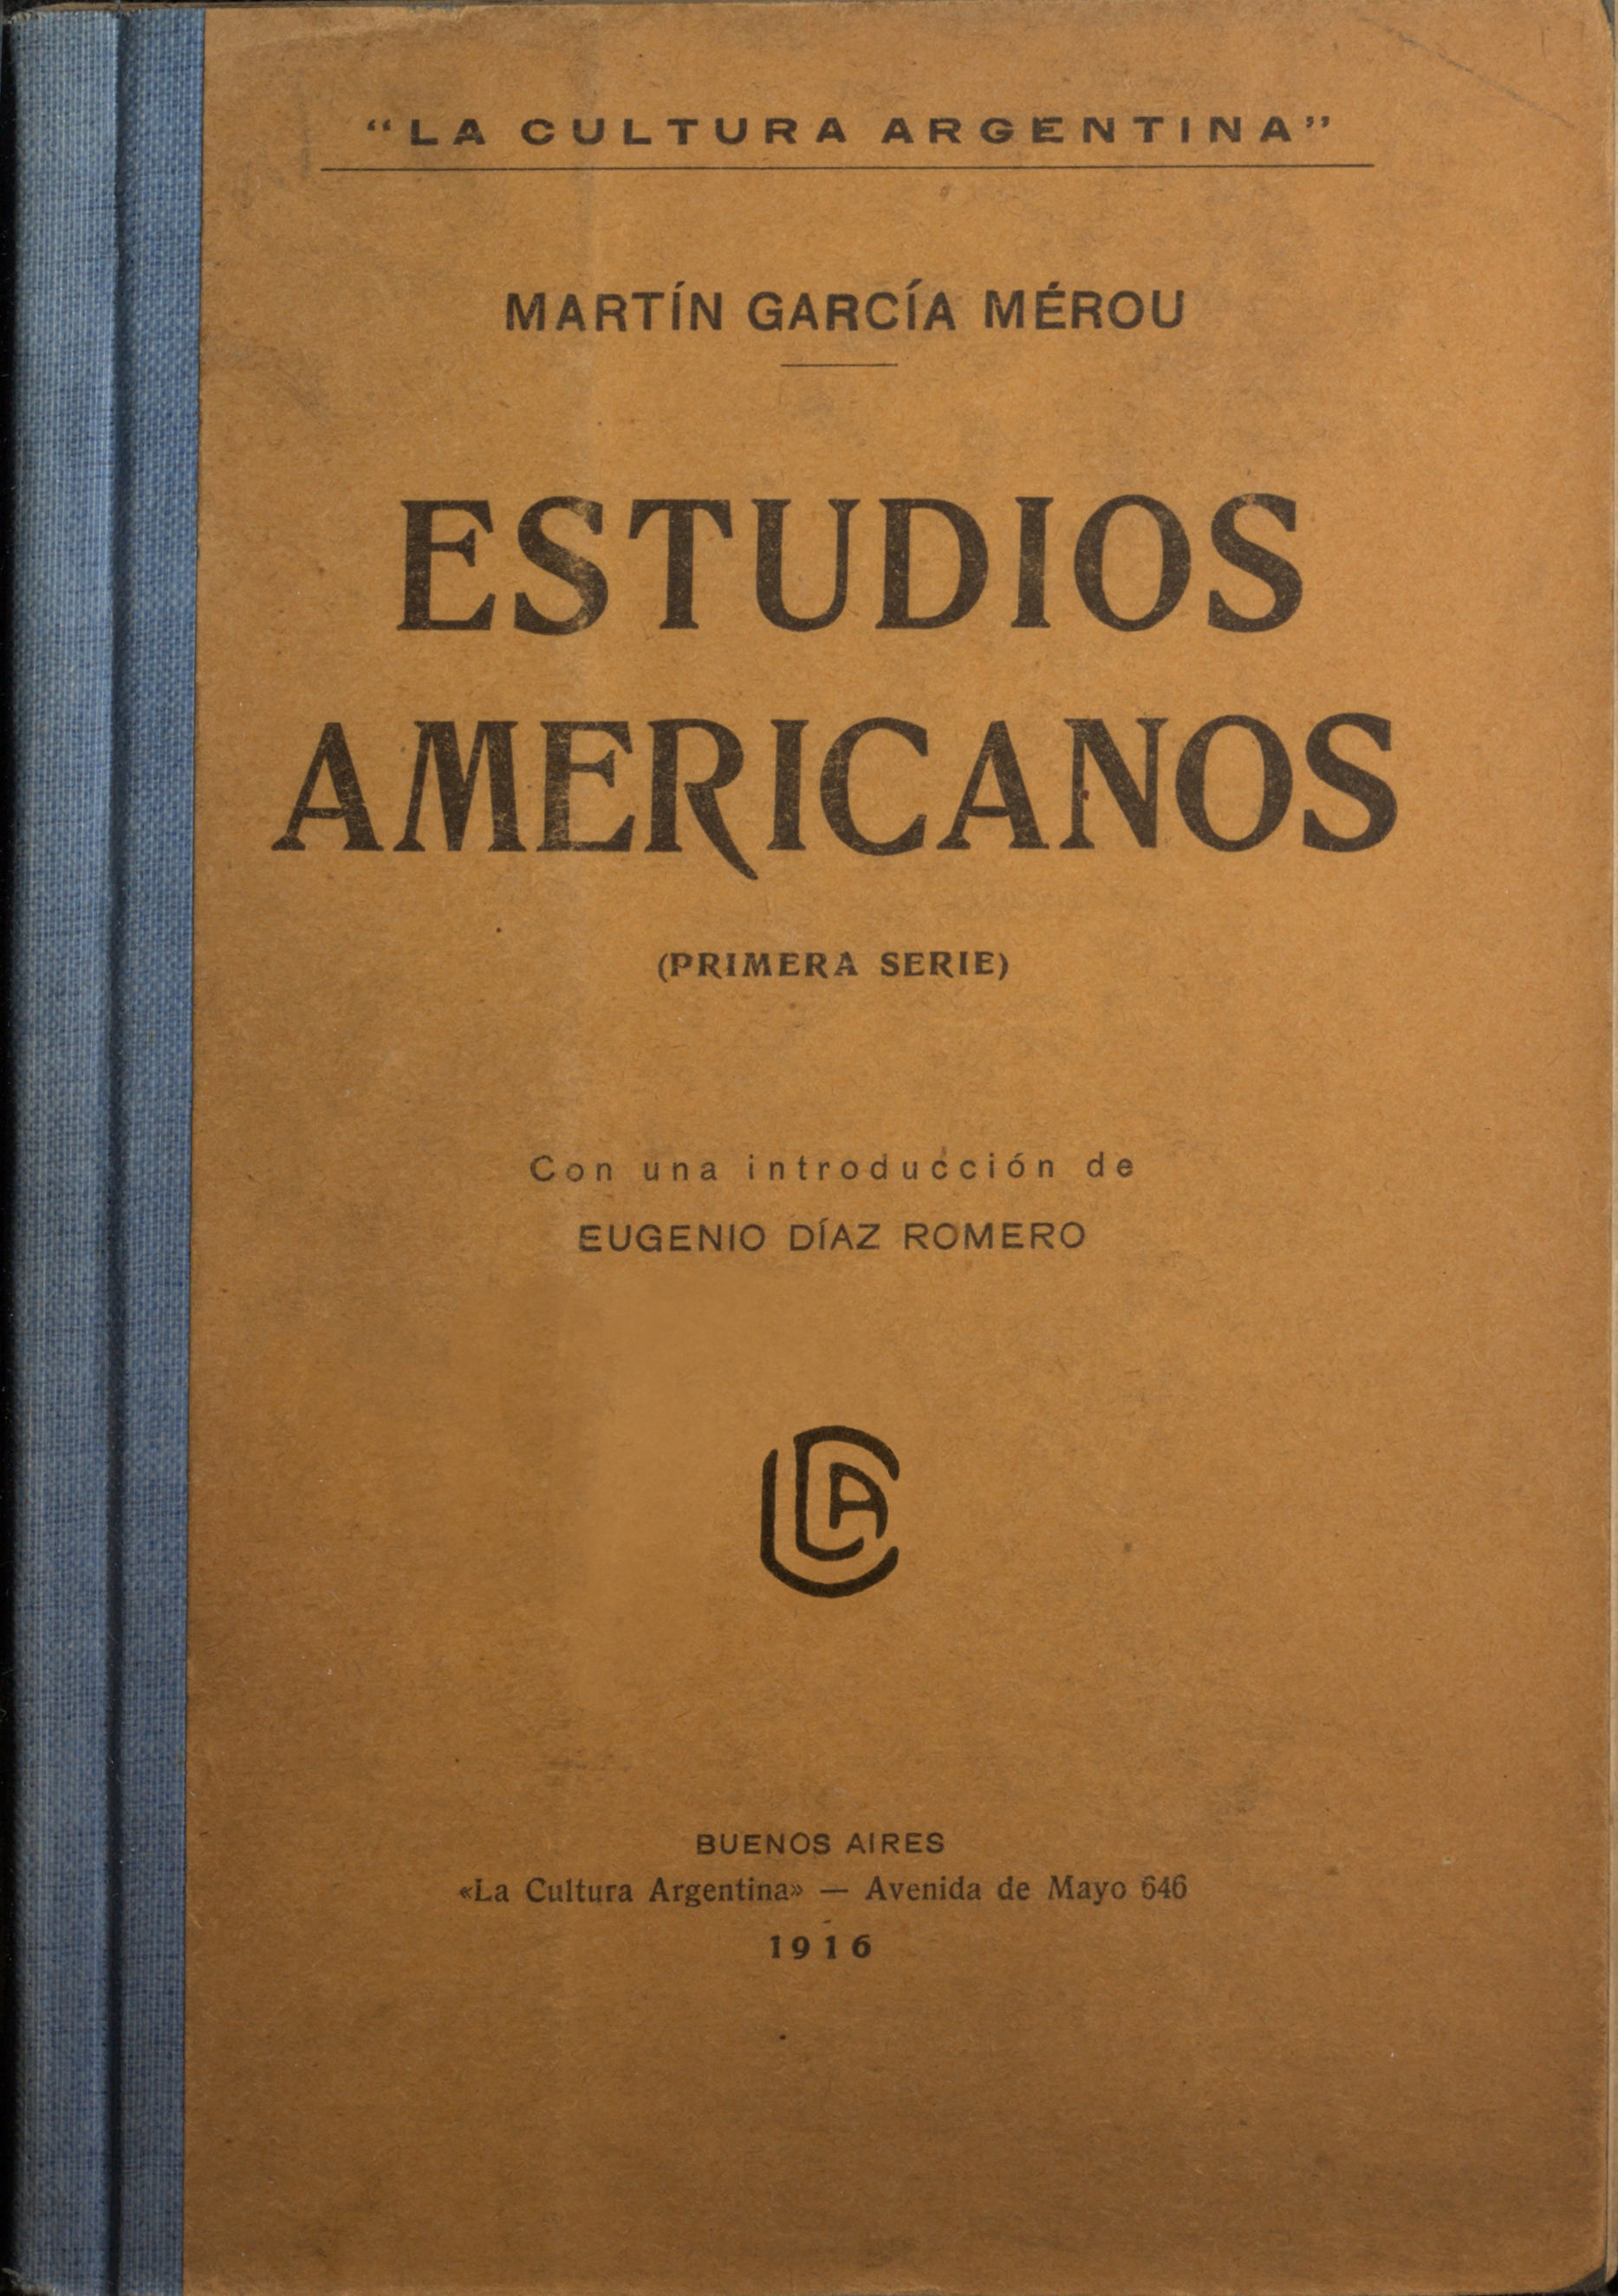 “LA CULTURA ARGENTINA”
MARTÍN GARCÍA MÉROU
ESTUDIOS
AMERICANOS
(PRIMERA SERIE)
Con una introducción de
EUGENIO DÍAZ ROMERO
LCA
BUENOS AIRES
«La Cultura Argentina» — Avenida de Mayo 646
1916